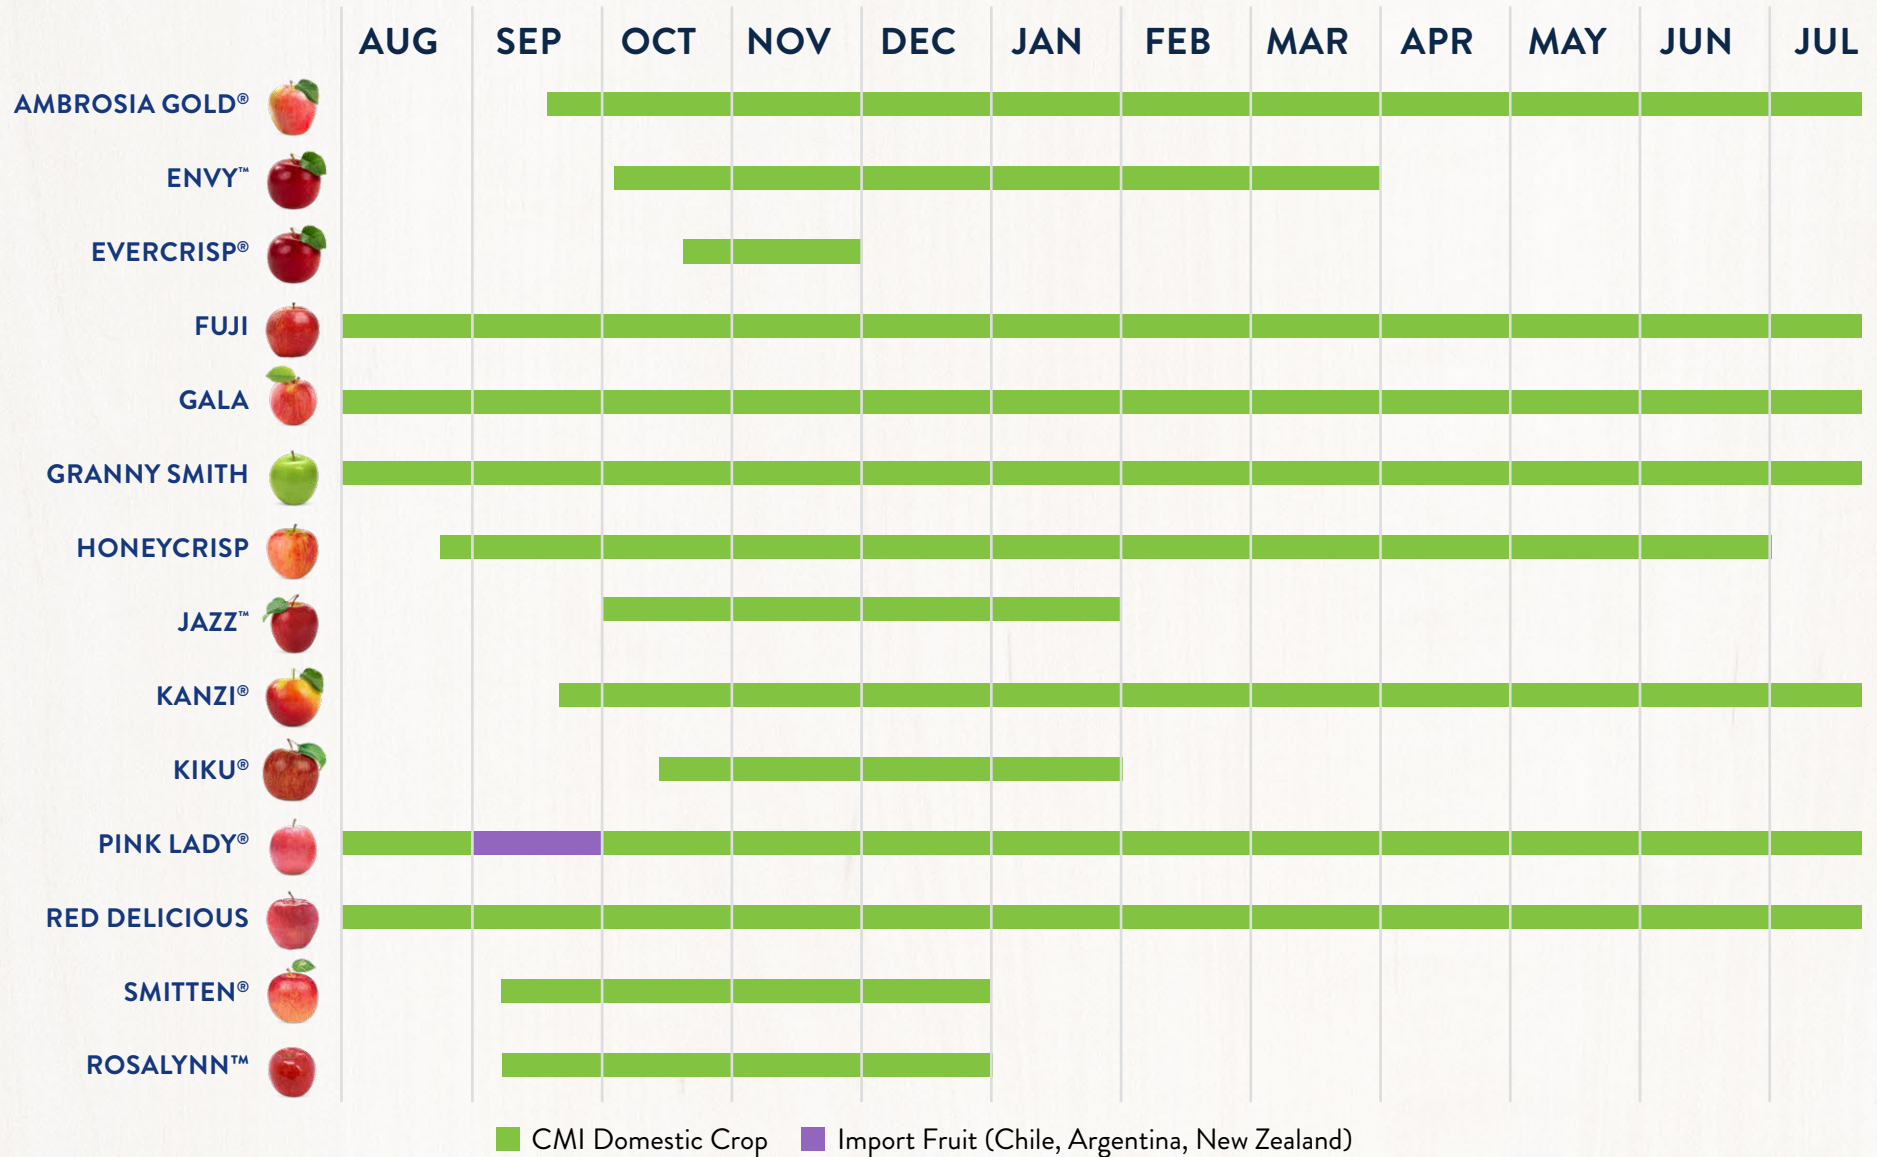 AUG SEP OCT NOV DEC JAN FEB MAR APR MAY JUN JUL
AMBROSIA GOLD®
ENVY™
EVERCRISP®
FUJI
GALA
GRANNY SMITH
HONEYCRISP
JAZZ™
KANZI®
KIKU®
PINK LADY®
RED DELICIOUS
SMITTEN®
ROSALYNN™
CMI Domestic Crop Import Fruit (Chile, Argentina, New Zealand)